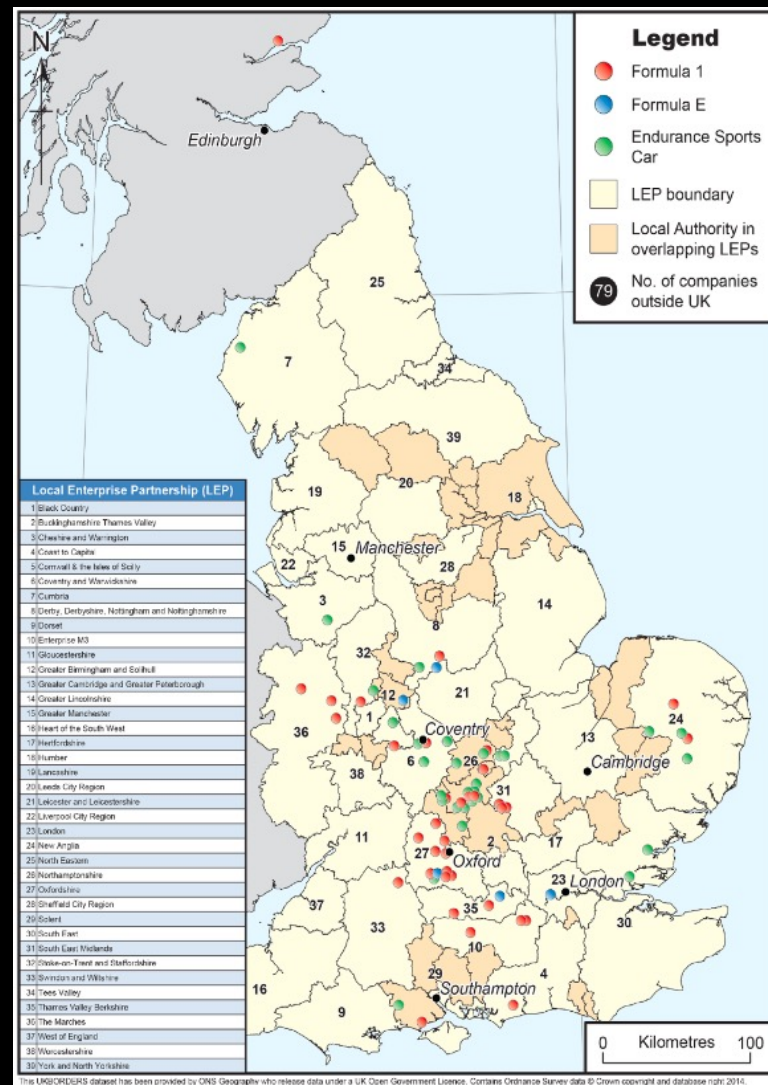 N
Legend
Formula 1
Formula E
Endurance Sports
Car
LEP boundary
Local Authority in
overlapping LEPs
79
No. of companies
outside UK
Edinburgh
25
7
34
39
20
19
18
15
Manchester
22
28
3
14
8
32
12
21
24
36
1
Coventry
13
6
26
Cambridge
38
31
11
2
17
27
Oxford
23
London
37
35
30
33
10
16
29
4
Southampton
9
Local Enterprise Partnership (LEP)
1 Black Country
2 Buckinghamshire Thames Valley
3 Cheshire and Warrington
4 Coast to Capital
5 Cornwall & the Isles of Scilly
6 Coventry and Warwickshire
7 Cumbria
8 Derby, Derbyshire, Nottingham and Nottinghamshire
9 Dorset
10 Enterprise M3
11 Gloucestershire
12 Greater Birmingham and Solihull
13 Greater Cambridge and Greater Peterborough
14 Greater Lincolnshire
15 Greater Manchester
16 Heart of the South West
17 Hertfordshire
18 Humber
19 Lancashire
20 Leeds City Region
21 Leicester and Leicestershire
22 Liverpool City Region
23 London
24 New Anglia
25 North Eastern
26 Northamptonshire
27 Oxfordshire
28 Sheffield City Region
29 Solent
30 South East
31 South East Midlands
32 Stoke-on-Trent and Staffordshire
33 Swindon and Wiltshire
34 Tees Valley
35 Thames Valley Berkshire
36 The Marches
37 West of England
38 Worcestershire
39 York and North Yorkshire
Kilometres
0 100
This UKBORDERS dataset has been provided by ONS Geography who release data under a UK Open Government Licence. Contains Ordnance Survey data © Crown copyright and database right 2014.